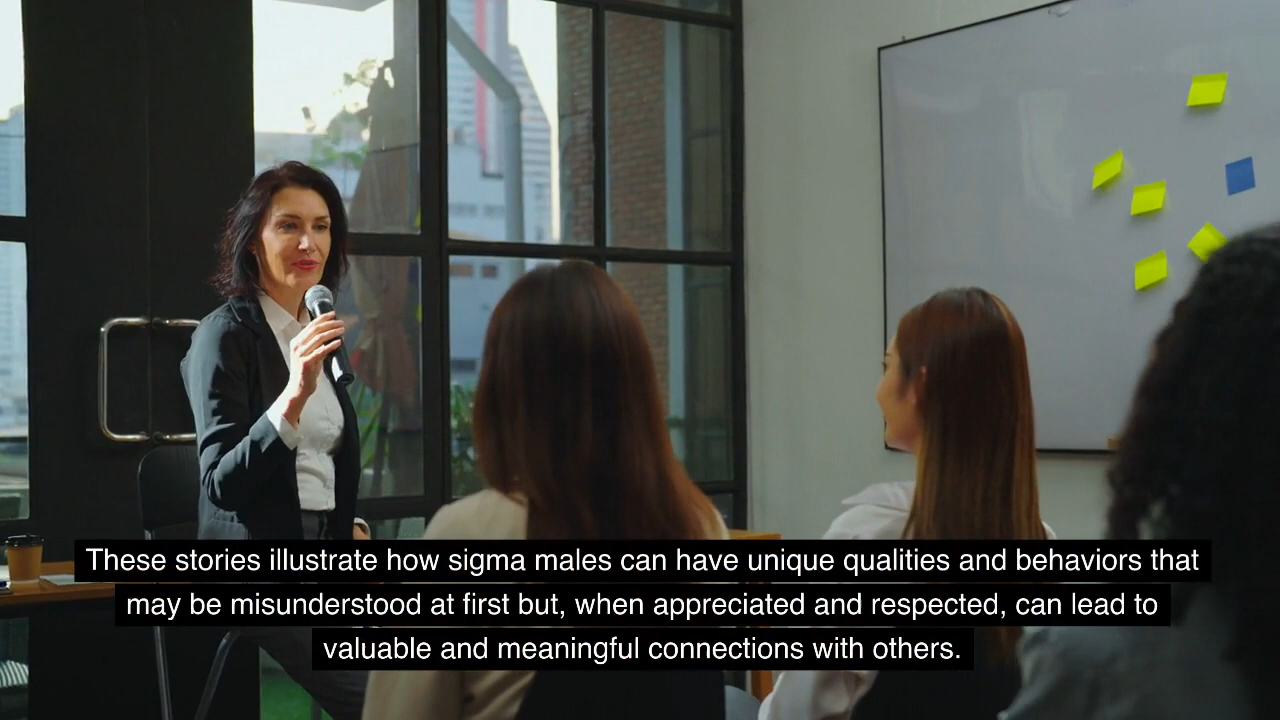 These stories illustrate how sigma males can have unique qualities and behaviors that
may be misunderstood at first but, when appreciated and respected, can lead to
valuable and meaningful connections with others.